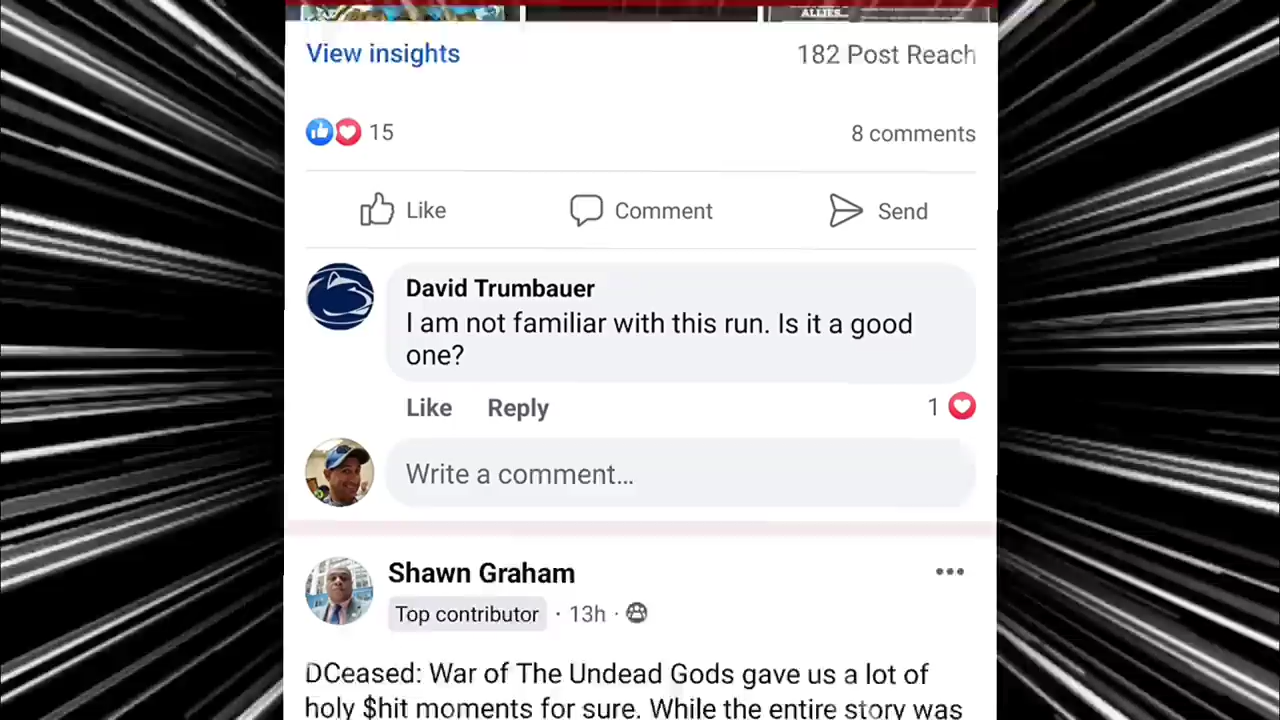 ALLIES
View insights
182 Post Reach
15
8 comments
Like
Comment
Send
David Trumbauer
I am not familiar with this run. Is it a good
one?
Like
Reply
1
Write a comment...
Shawn Graham
Top contributor · 13h ·
DCeased: War of The Undead Gods gave us a lot of
holy $hit moments for sure. While the entire story was